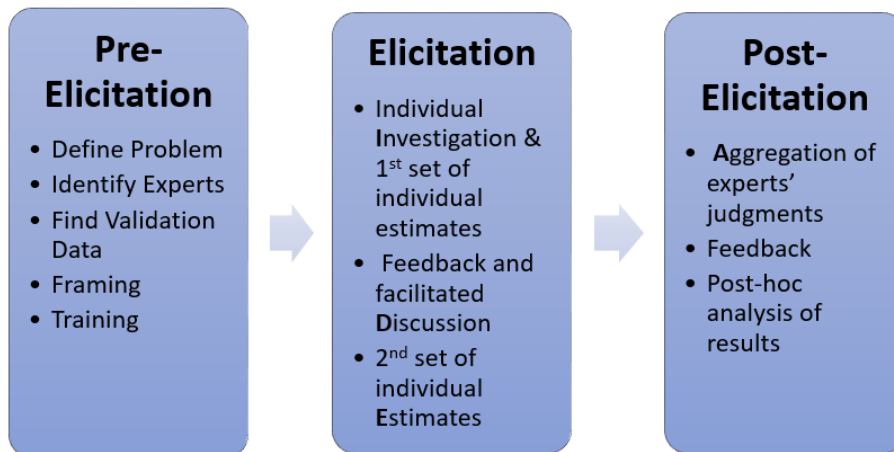 Pre-
Elicitation
• Define Problem
• Identify Experts
• Find Validation
Data
• Framing
• Training
Elicitation
• Individual
Investigation &
1st set of
individual
estimates
• Feedback and
facilitated
Discussion
• 2nd set of
individual
Estimates
Post-
Elicitation
• Aggregation of
experts’
judgments
• Feedback
• Post-hoc
analysis of
results